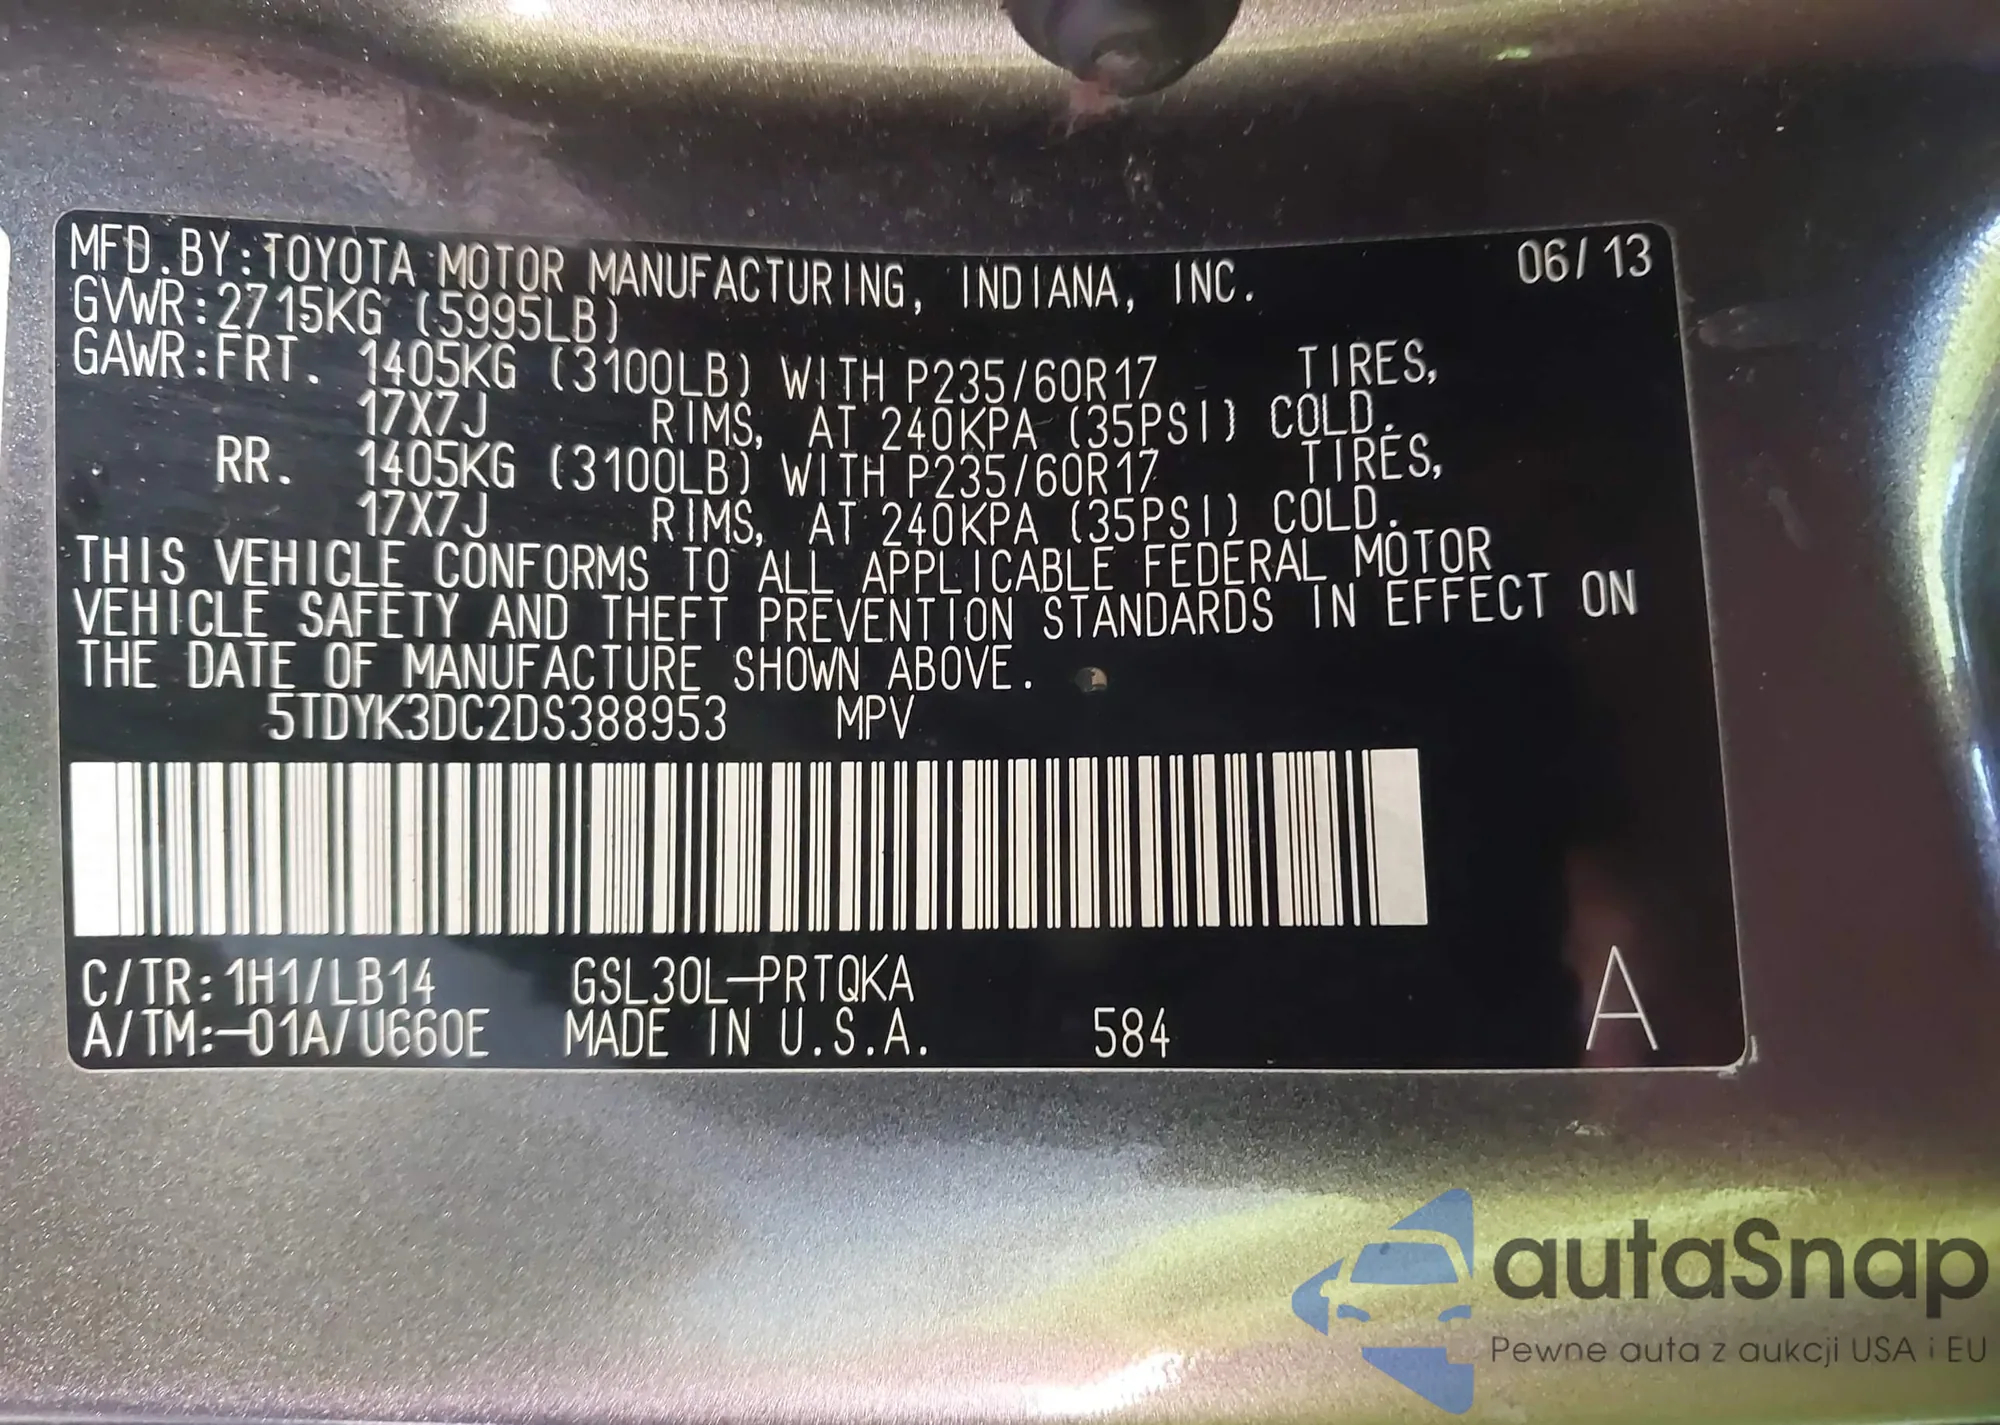 MFD.BY:TOYOTA MOTOR MANUFACTURING, INDIANA, INC. 06/13
GVWR:2715KG (5995LB)
GAWR:FRT. 1405KG (3100LB) WITH P235/60R17 TIRES,
17X7J RIMS, AT 240KPA (35PSI) COLD.
RR. 1405KG (3100LB) WITH P235/60R17 TIRES,
17X7J RIMS, AT 240KPA (35PSI) COLD.
THIS VEHICLE CONFORMS TO ALL APPLICABLE FEDERAL MOTOR
VEHICLE SAFETY AND THEFT PREVENTION STANDARDS IN EFFECT ON
THE DATE OF MANUFACTURE SHOWN ABOVE.
5TDYK3DC2DS388953 MPV
C/TR:1H1/LB14 GSL30L-PRTQKA
A/TM:-01A/U660E MADE IN U.S.A. 584 A
autaSnap
Pewne auta z aukcji USA i EU